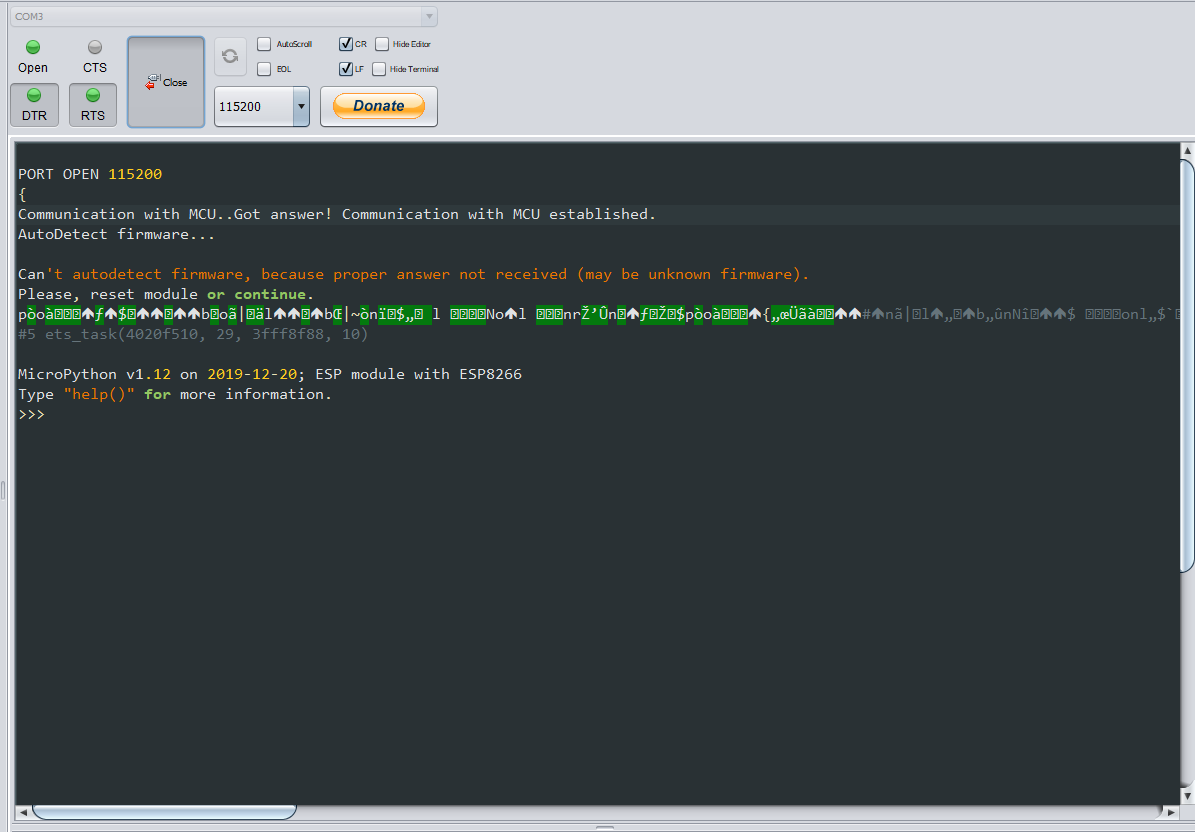 COM3
Open
CTS
Close
AutoScroll
CR
Hide Editor
EOL
LF
Hide Terminal
DTR
RTS
115200
Donate
PORT OPEN 115200
{
Communication with MCU..Got answer! Communication with MCU established.
AutoDetect firmware...
Can't autodetect firmware, because proper answer not received (may be unknown firmware).
Please, reset module or continue.
#5 ets_task(4020f510, 29, 3fff8f88, 10)
MicroPython v1.12 on 2019-12-20; ESP module with ESP8266
Type "help()" for more information.
>>>